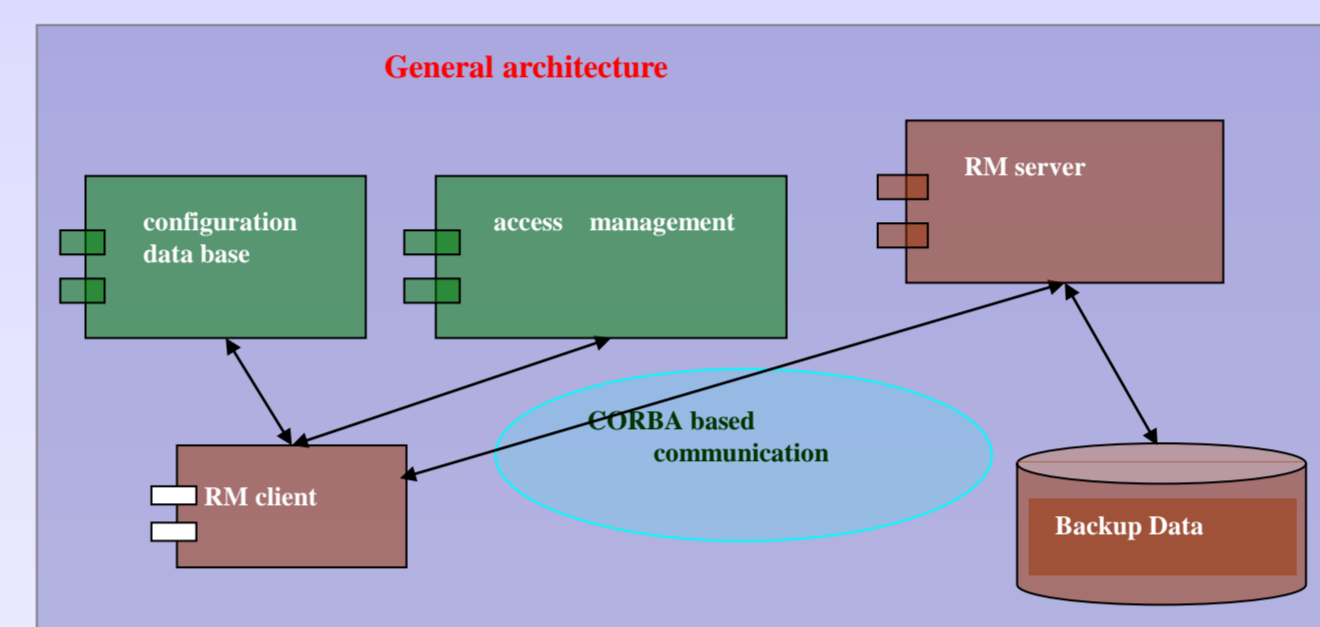 General architecture
RM server
configuration
data base
access management
CORBA based
communication
RM client
Backup Data